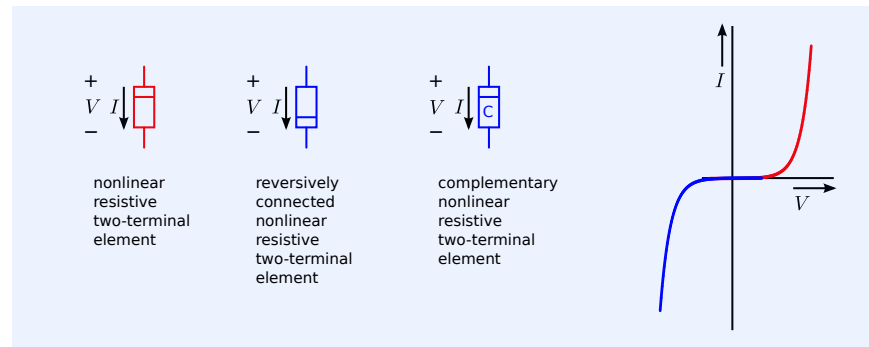 +
V I
−
nonlinear
resistive
two-terminal
element
+
V I
−
reversively
connected
nonlinear
resistive
two-terminal
element
+
V I
−
C
complementary
nonlinear
resistive
two-terminal
element
I
V